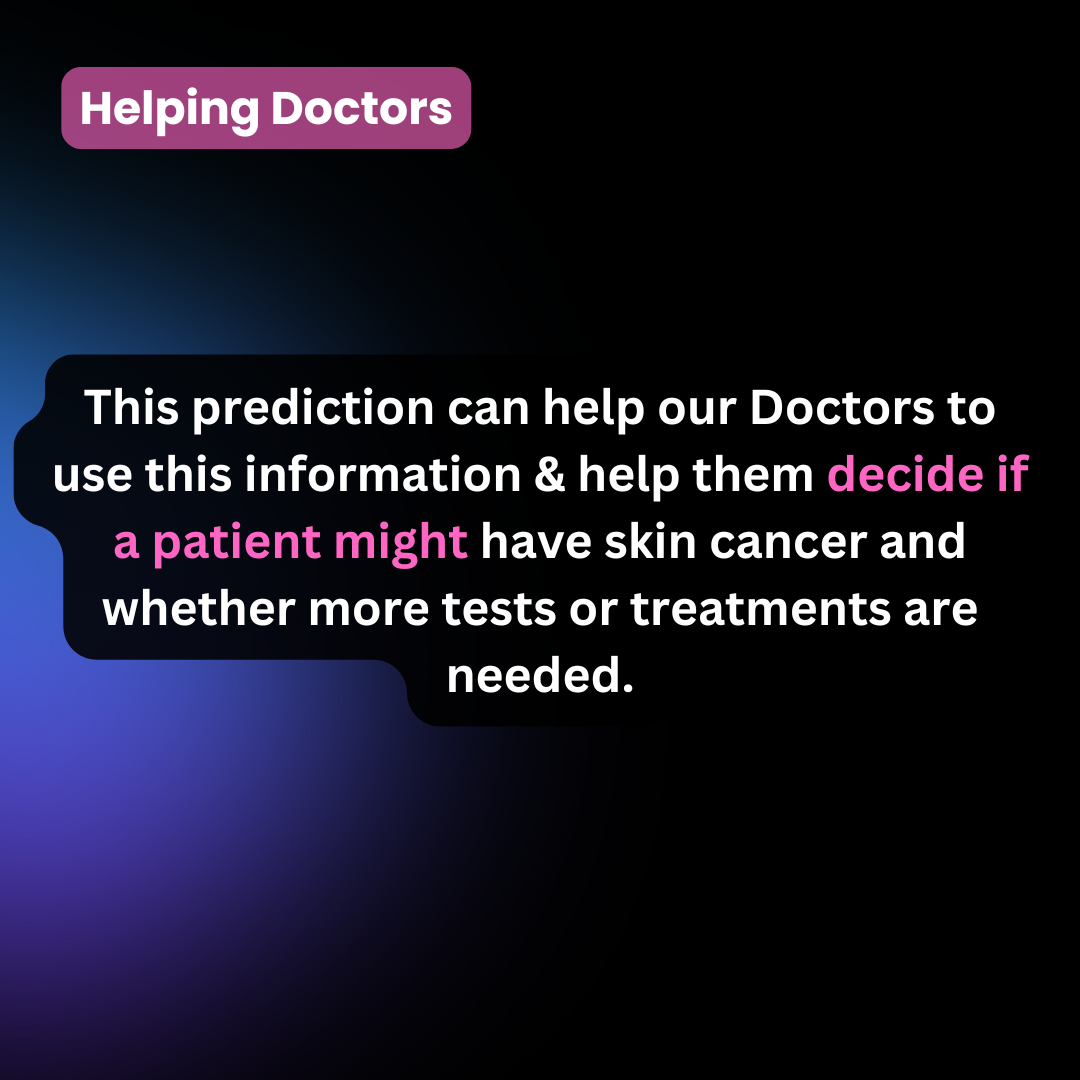 Helping Doctors
This prediction can help our Doctors to
use this information & help them decide if
a patient might have skin cancer and
whether more tests or treatments are
needed.